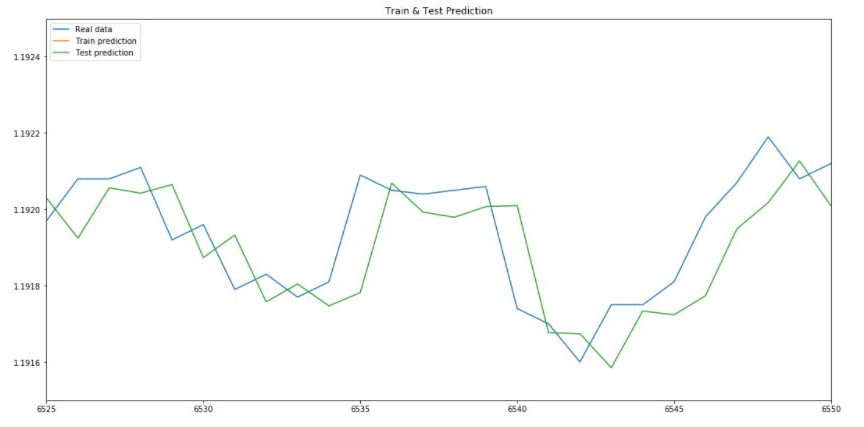 Train & Test Prediction
Real data
Train prediction
Test prediction
1.1924
1.1922
1.1920
1.1918
1.1916
6525 6530 6535 6540 6545 6550